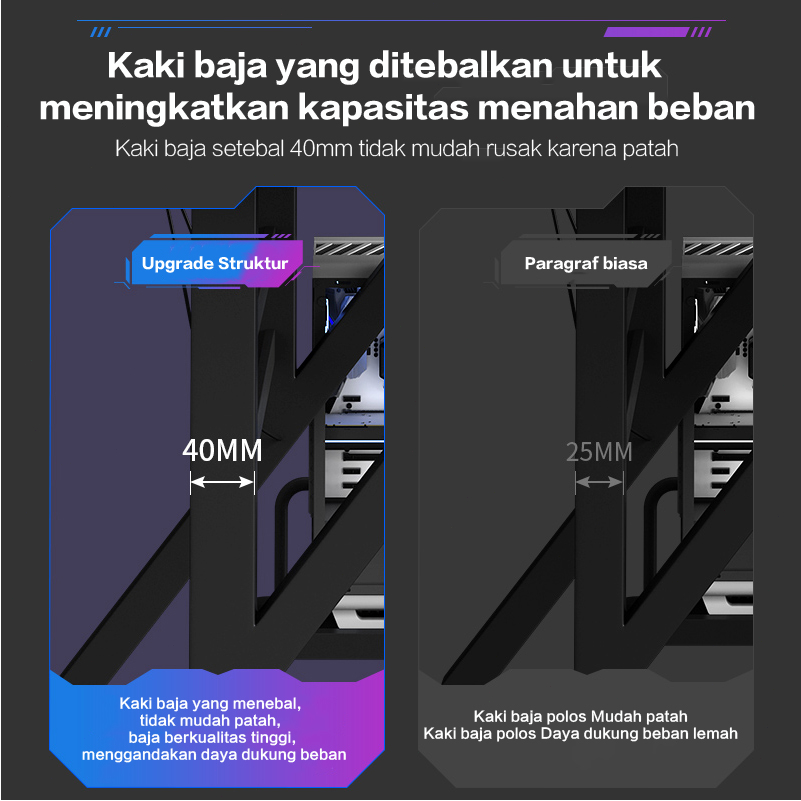 Kaki baja yang ditebalkan untuk
meningkatkan kapasitas menahan beban
Kaki baja setebal 40mm tidak mudah rusak karena patah
Upgrade Struktur
40MM
Kaki baja yang menebal,
tidak mudah patah,
baja berkualitas tinggi,
menggandakan daya dukung beban
Paragraf biasa
25MM
Kaki baja polos Mudah patah
Kaki baja polos Daya dukung beban lemah